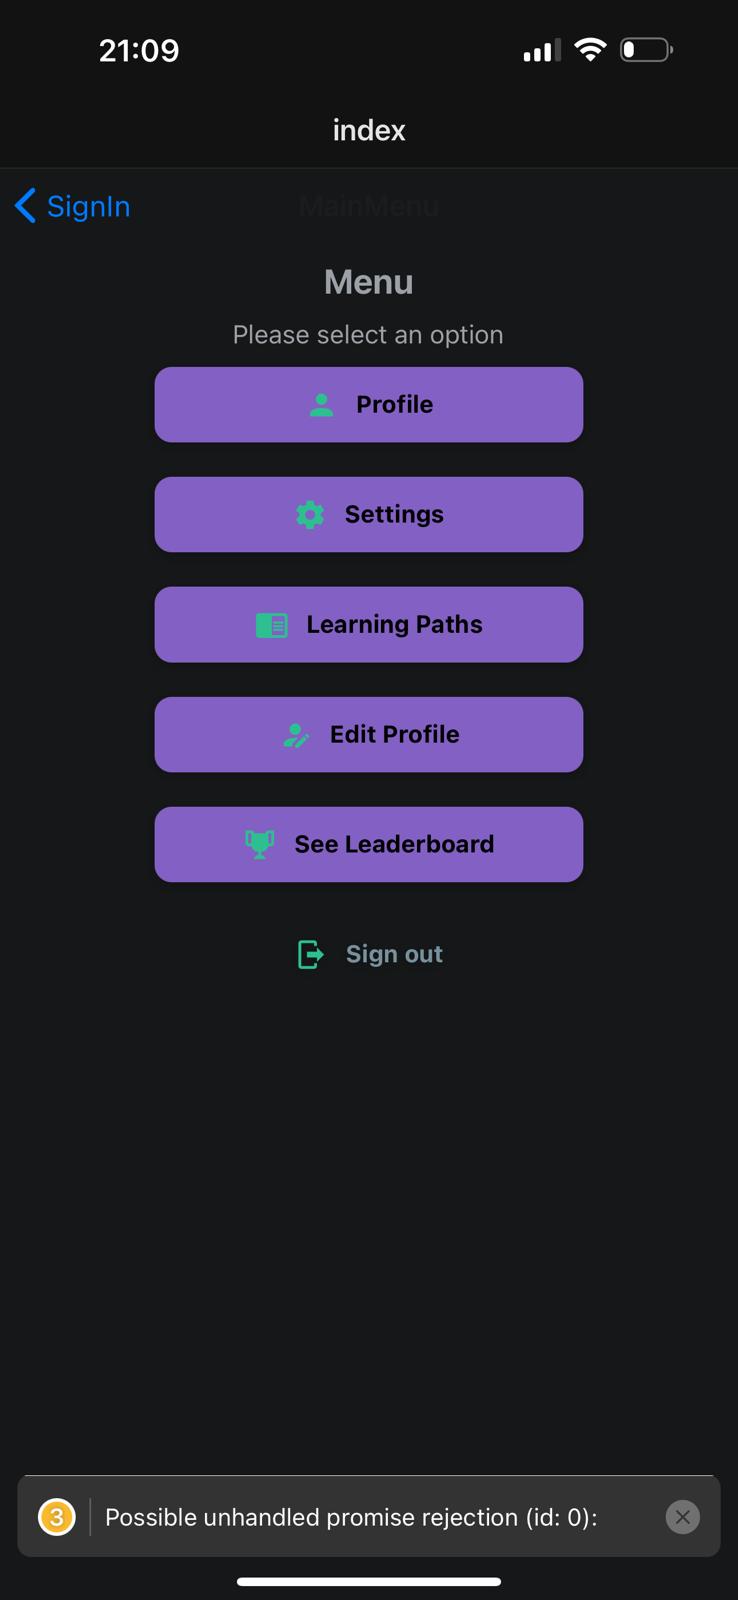 21:09
index
SignIn
MainMenu
Menu
Please select an option
Profile
Settings
Learning Paths
Edit Profile
See Leaderboard
Sign out
3
Possible unhandled promise rejection (id: 0):